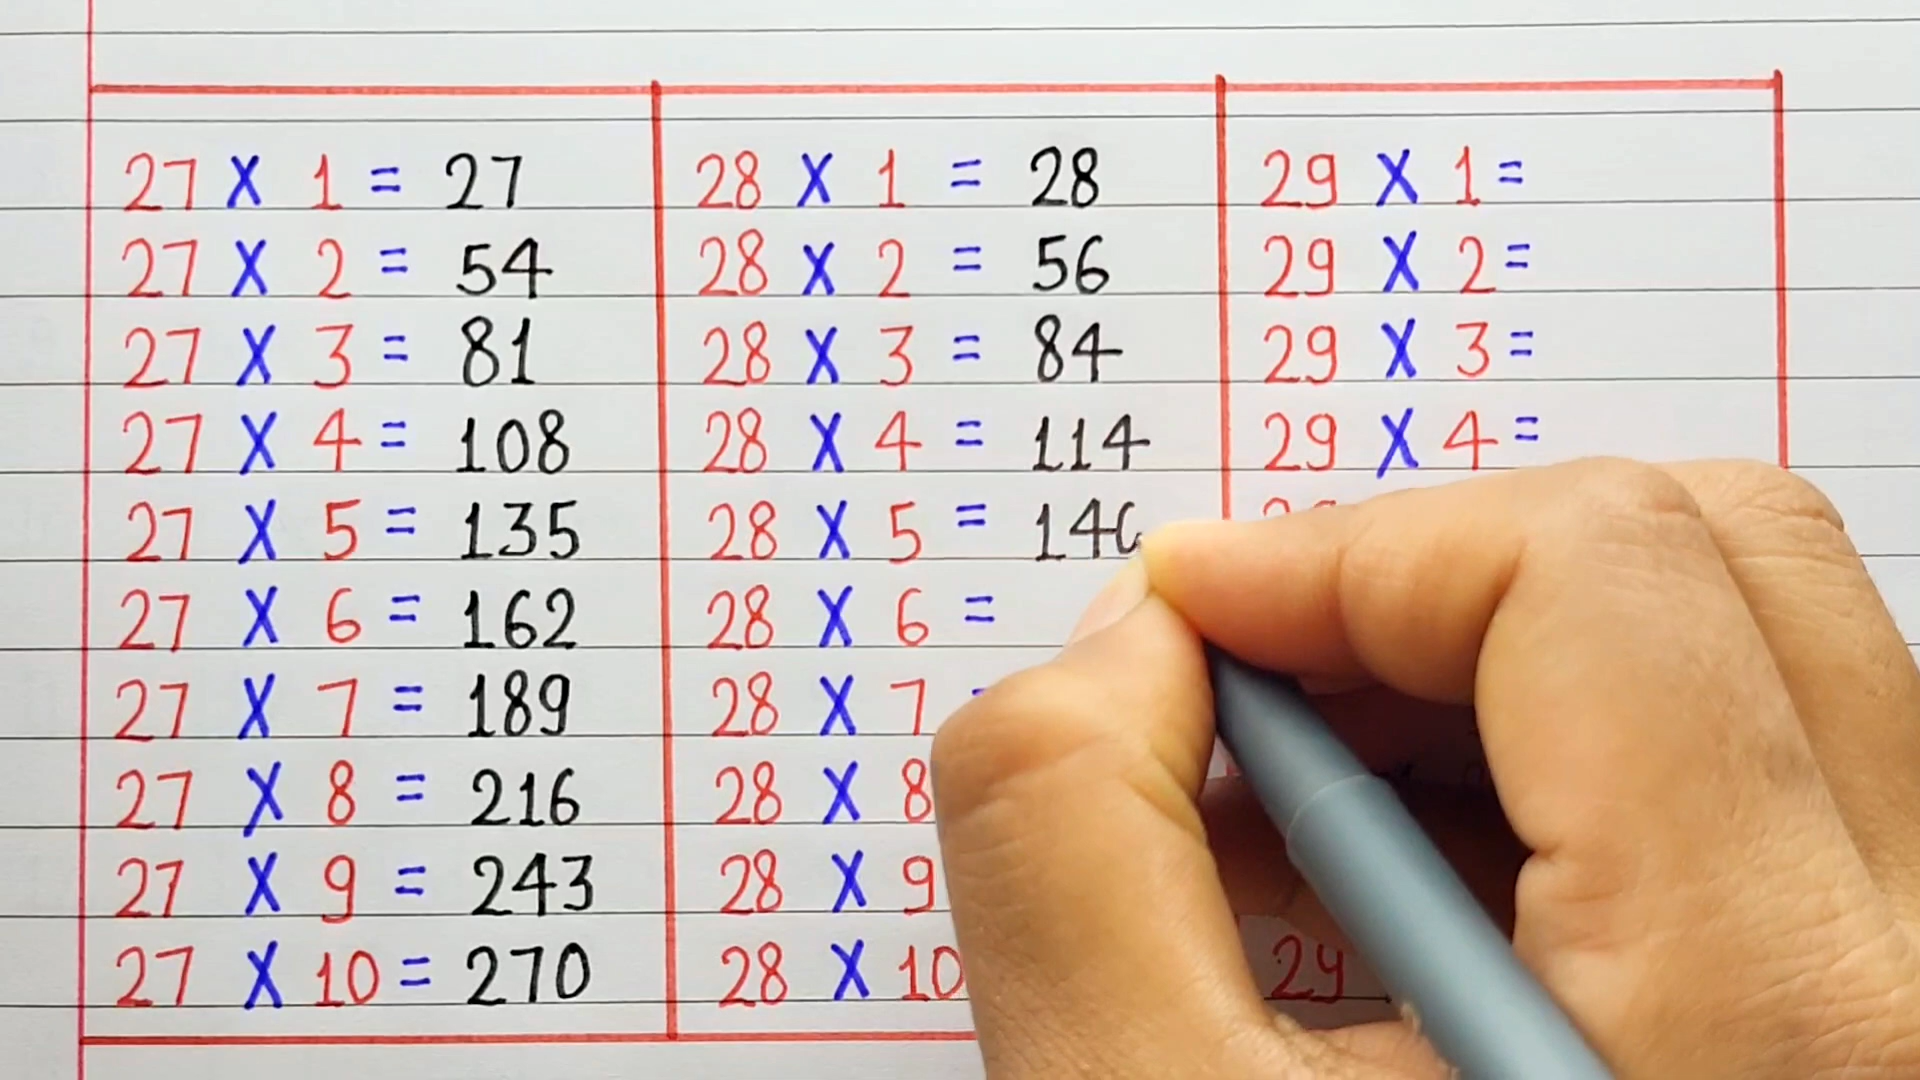 27 X 1 = 27
27 X 2 = 54
27 X 3 = 81
27 X 4 = 108
27 X 5 = 135
27 X 6 = 162
27 X 7 = 189
27 X 8 = 216
27 X 9 = 243
27 X 10 = 270
28 X 1 = 28
28 X 2 = 56
28 X 3 = 84
28 X 4 = 114
28 X 5 = 140
28 X 6 =
28 X 7 =
28 X 8
28 X 9
28 X 10
29 X 1 =
29 X 2 =
29 X 3 =
29 X 4 =
29